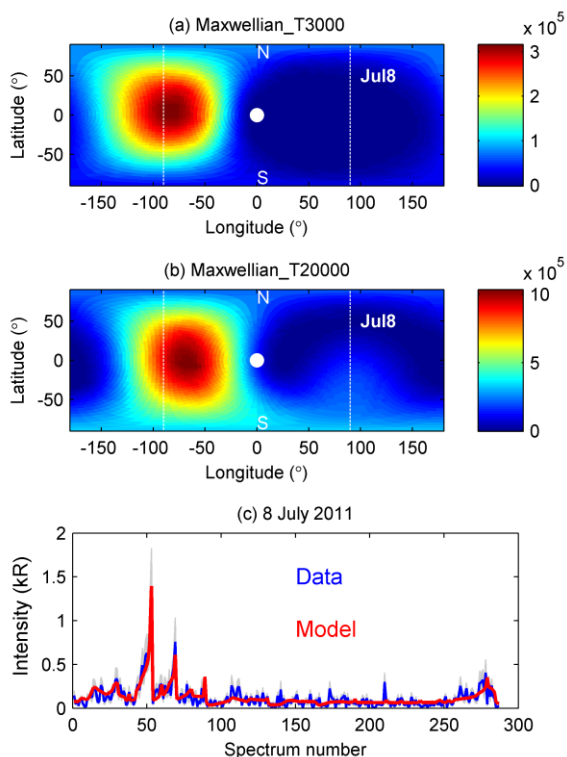 (a) Maxwellian_T3000
x 10^5
N
Jul8
S
50
0
-50
Latitude (°)
-150 -100 -50 0 50 100 150
Longitude (°)
3
2
1
0
(b) Maxwellian_T20000
x 10^5
N
Jul8
S
50
0
-50
Latitude (°)
-150 -100 -50 0 50 100 150
Longitude (°)
10
5
0
(c) 8 July 2011
2
1.5
1
0.5
0
Intensity (kR)
Data
Model
0 50 100 150 200 250 300
Spectrum number